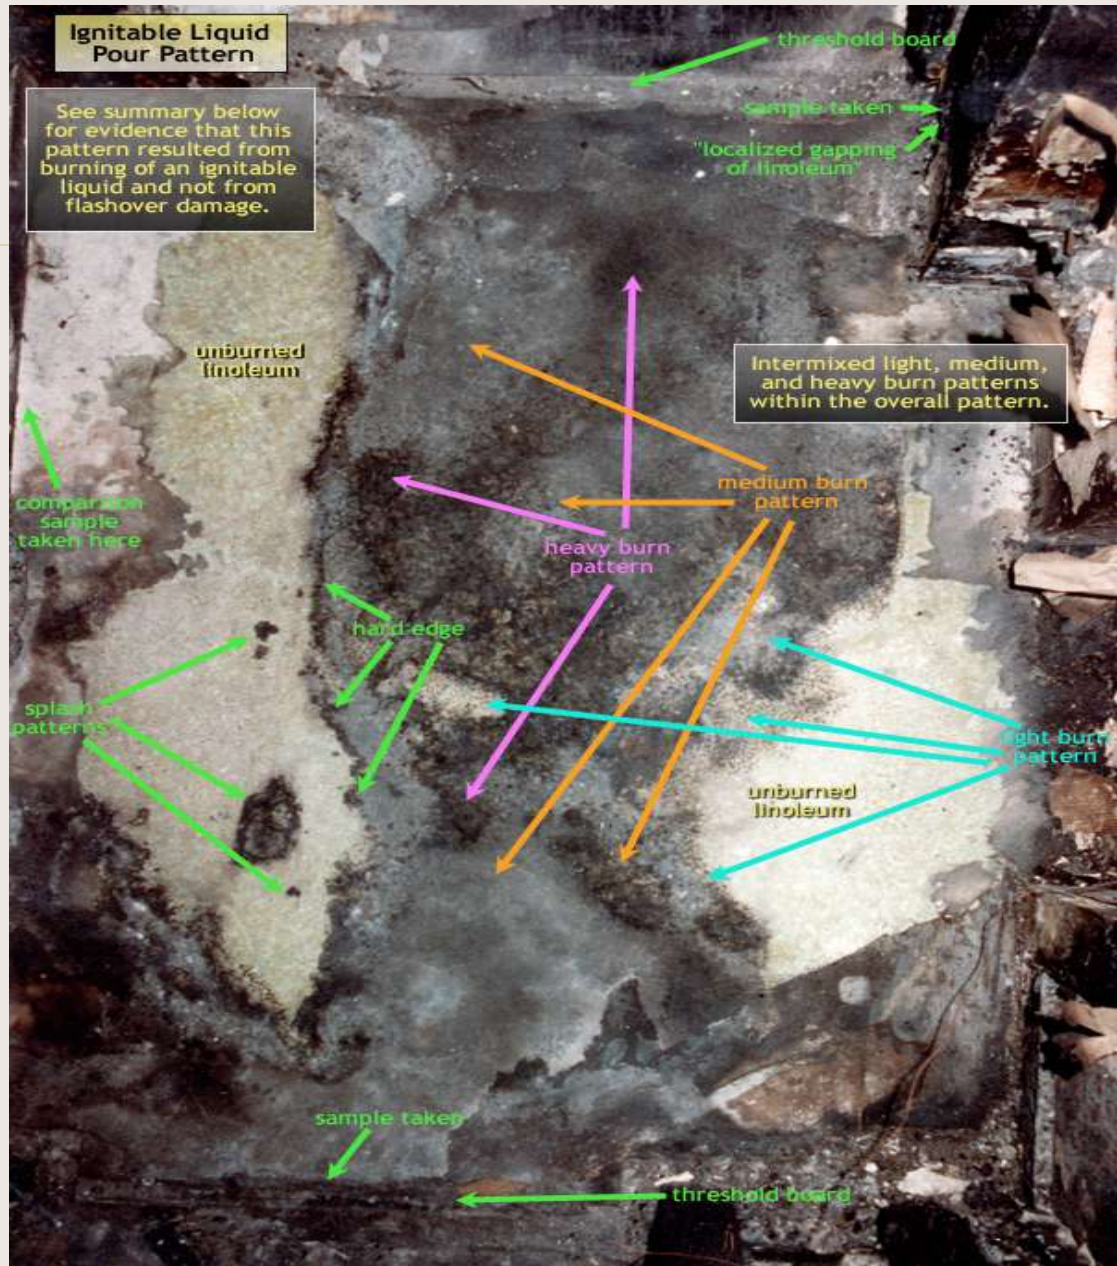 Ignitable Liquid
Pour Pattern
See summary below
for evidence that this
pattern resulted from
burning of an ignitable
liquid and not from
flashover damage.
threshold board
sample taken
"localized gapping
of linoleum"
unburned
linoleum
Intermixed light, medium,
and heavy burn patterns
within the overall pattern.
comparison
sample
taken here
medium burn
pattern
heavy burn
pattern
hard edge
splash
patterns
light burn
pattern
unburned
linoleum
sample taken
threshold board